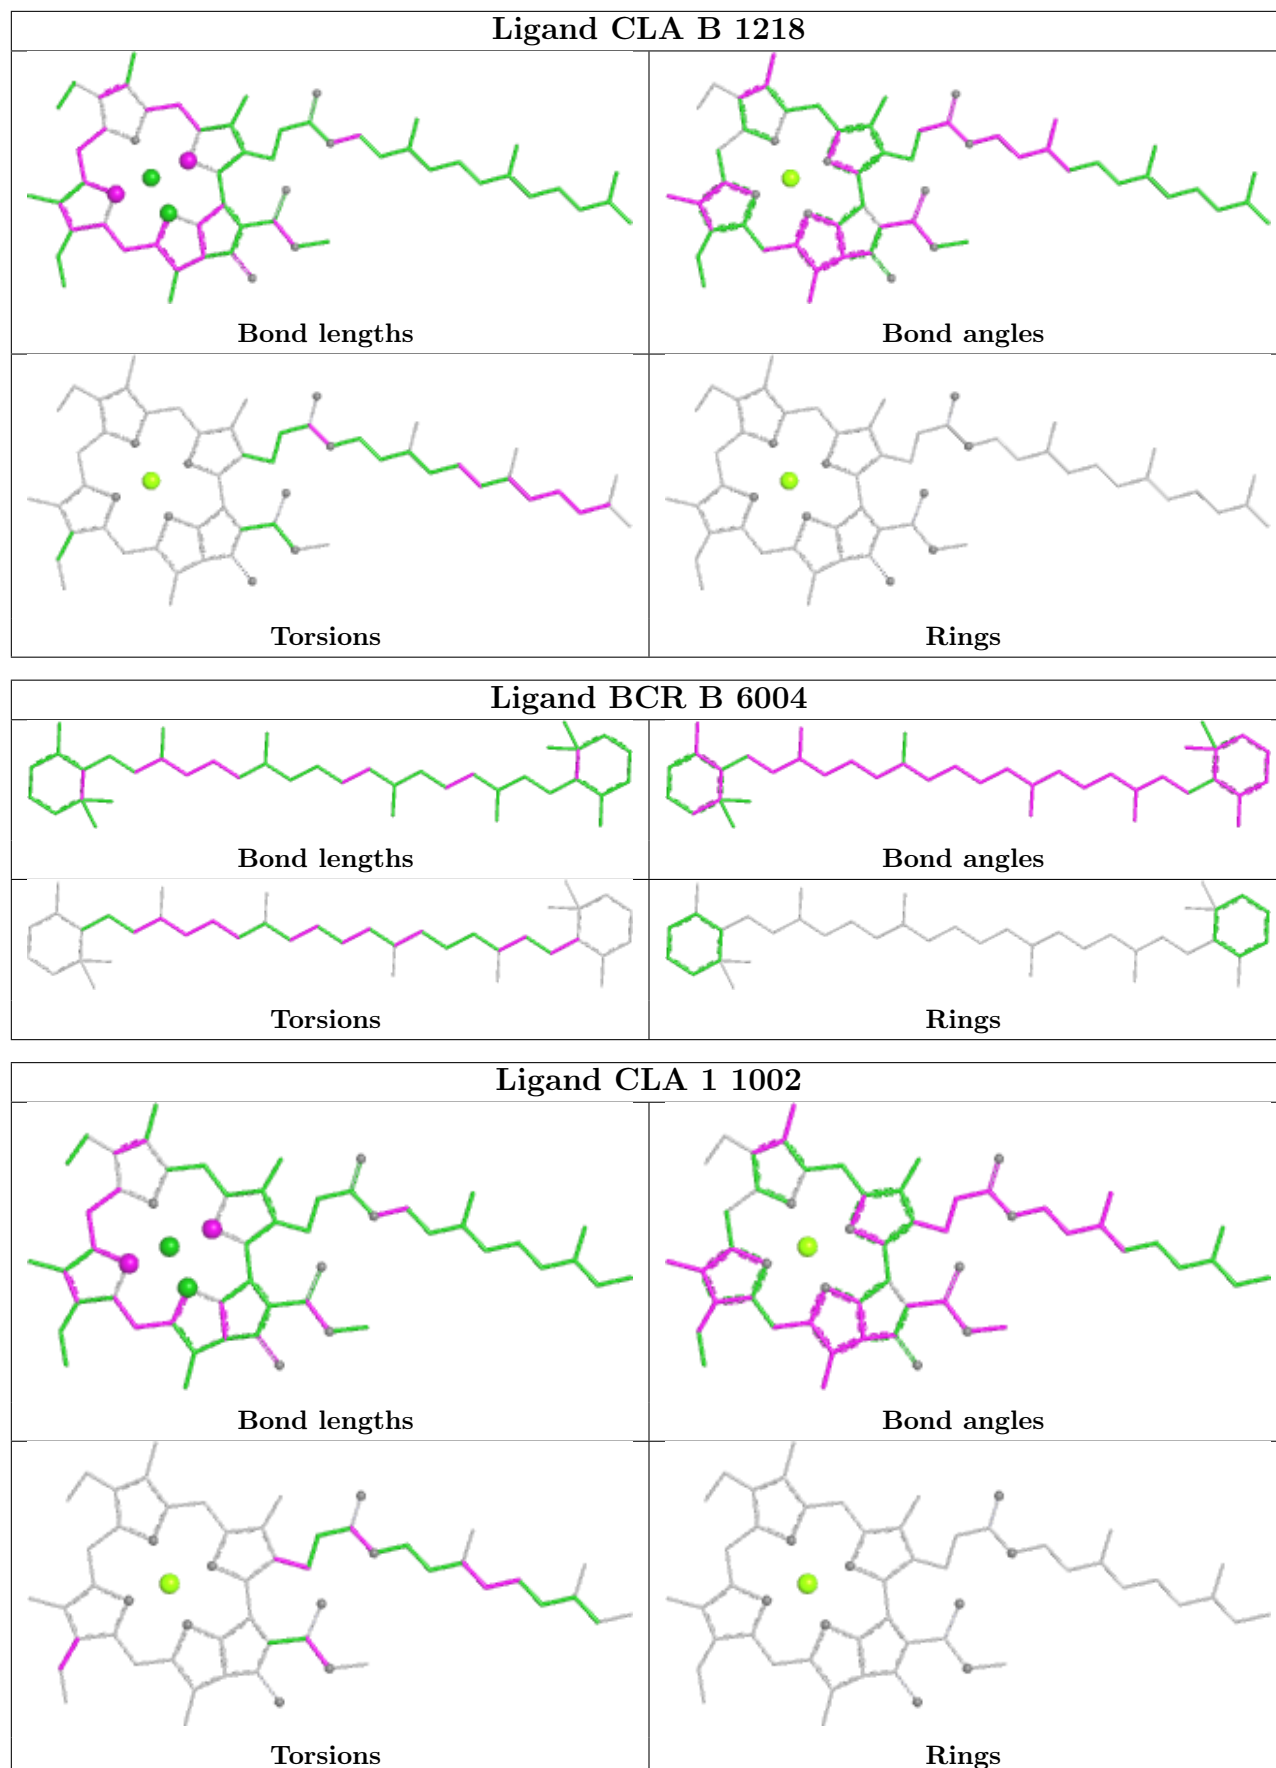 Ligand CLA B 1218
Bond lengths
Bond angles
Torsions
Rings
Ligand BCR B 6004
Bond lengths
Bond angles
Torsions
Rings
Ligand CLA 1 1002
Bond lengths
Bond angles
Torsions
Rings